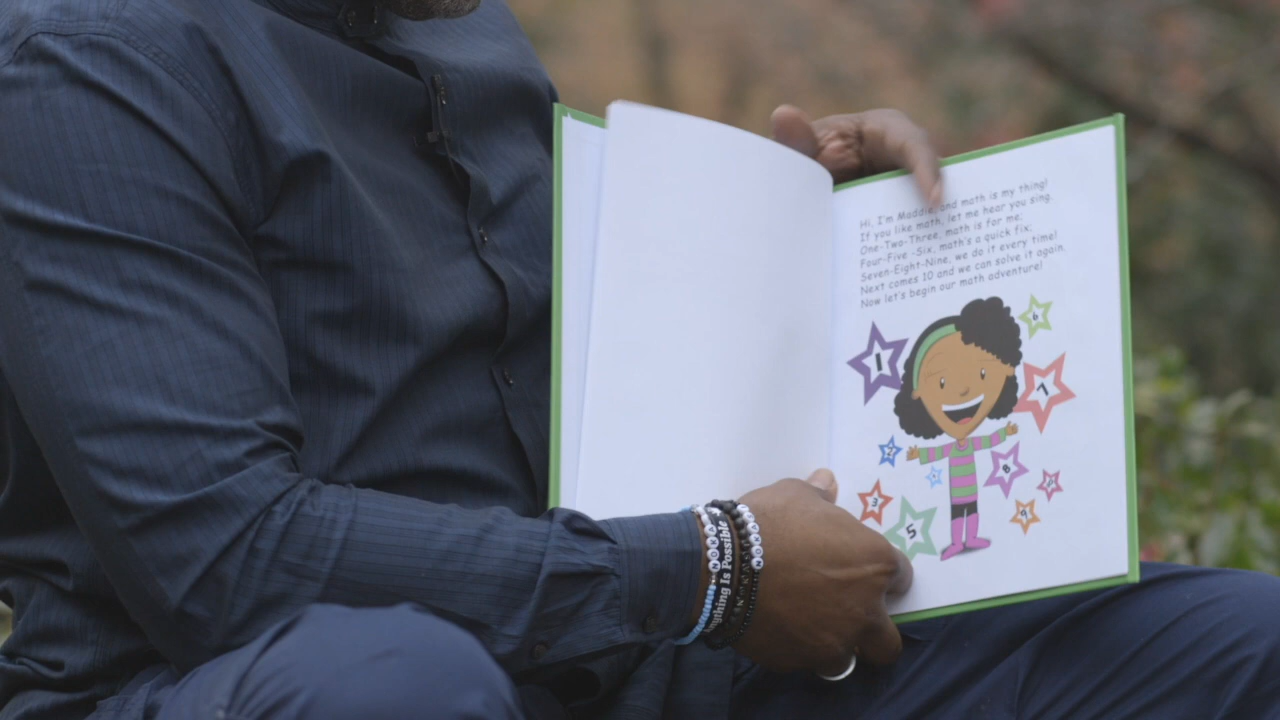 Hi, I'm Maddie, and math is my thing!
If you like math, let me hear you sing.
One-Two-Three, math is for me.
Four-Five -Six, math's a quick fix,
Seven-Eight-Nine, we do it every time!
Next comes 10 and we can solve it again.
Now let's begin our math adventure!
6
1
7
2
8
3
9
5
nything Is Possible